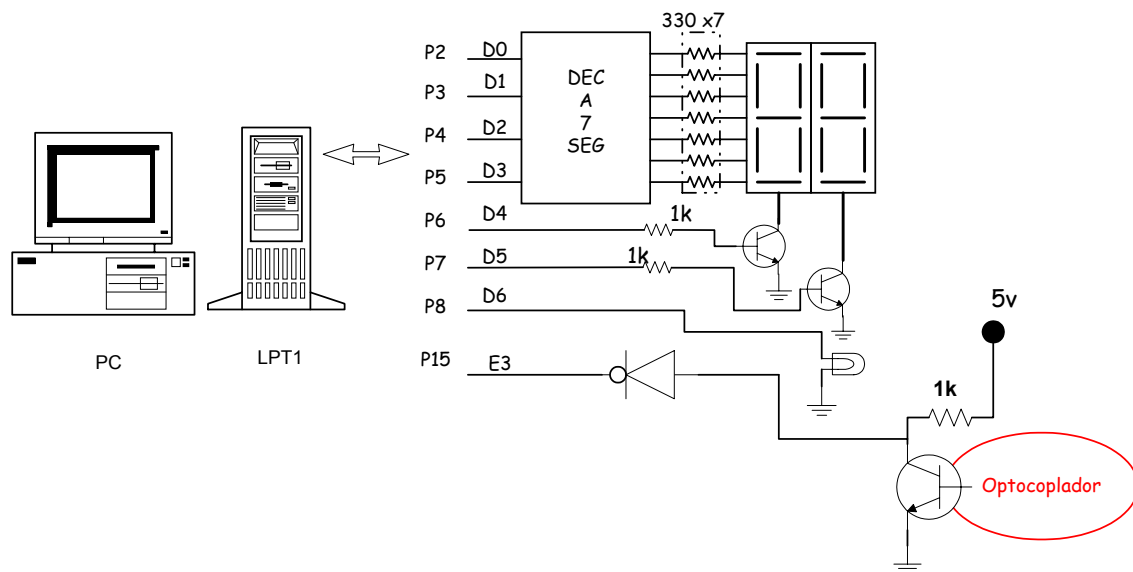 330 x7
P2 D0
P3 D1
P4 D2
P5 D3
DEC
A
7
SEG
P6 D4 1k
P7 D5 1k
P8 D6
P15 E3
5v
1k
Optocoplador
PC
LPT1